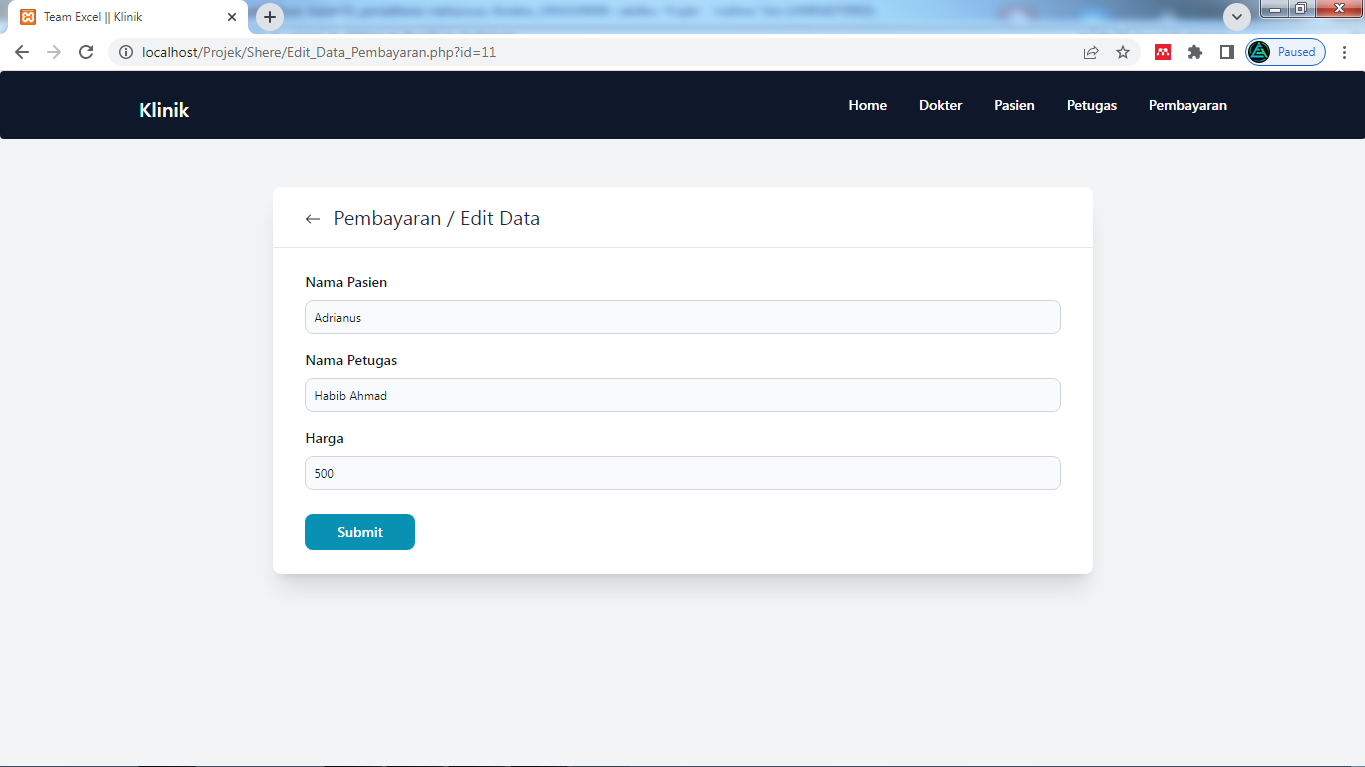 Team Excel || Klinik
localhost/Projek/Shere/Edit_Data_Pembayaran.php?id=11
Paused
Klinik
Home Dokter Pasien Petugas Pembayaran
← Pembayaran / Edit Data
Nama Pasien
Adrianus
Nama Petugas
Habib Ahmad
Harga
500
Submit